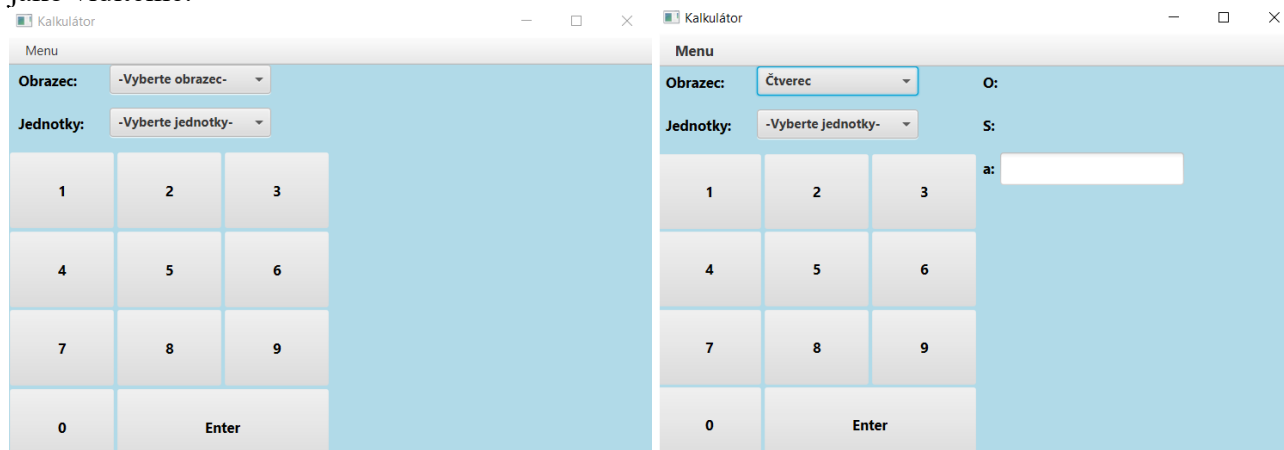 Kalkulátor
Menu
Obrazec: -Vyberte obrazec-
Jednotky: -Vyberte jednotky-
1 2 3
4 5 6
7 8 9
0 Enter
Kalkulátor
Menu
Obrazec: Čtverec O:
Jednotky: -Vyberte jednotky- S:
a:
1 2 3
4 5 6
7 8 9
0 Enter